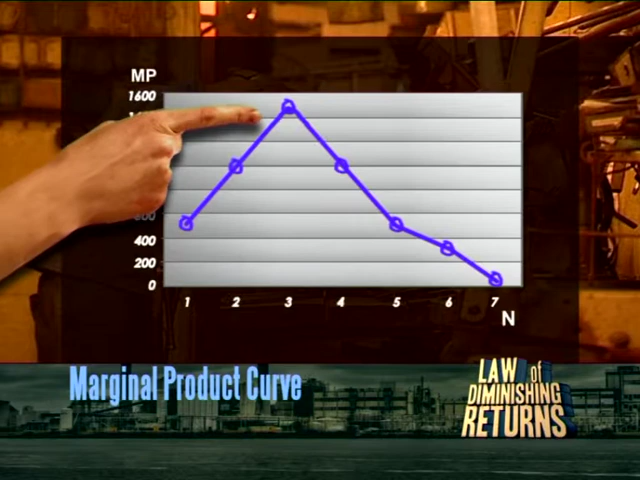 MP
1600
600
400
200
0
1 2 3 4 5 6 7
N
Marginal Product Curve
LAW of
DIMINISHING
RETURNS